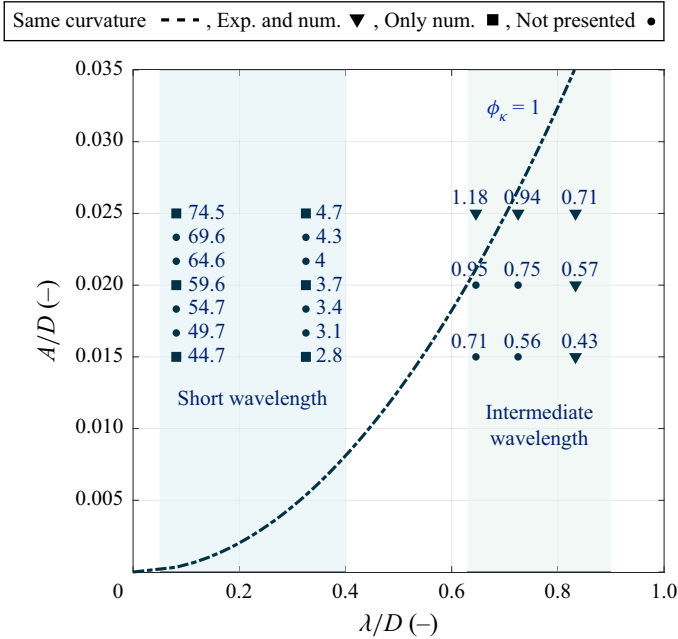 Same curvature , Exp. and num. ▼ , Only num. ■ , Not presented ●
0.035
0.030
0.025
0.020
0.015
0.010
0.005
A/D (–)
ϕκ = 1
1.18 0.94 0.71
74.5 4.7
69.6 4.3
64.6 4
0.95 0.75 0.57
59.6 3.7
54.7 3.4
49.7 3.1
0.71 0.56 0.43
44.7 2.8
Short wavelength
Intermediate
wavelength
0 0.2 0.4 0.6 0.8 1.0
λ/D (–)